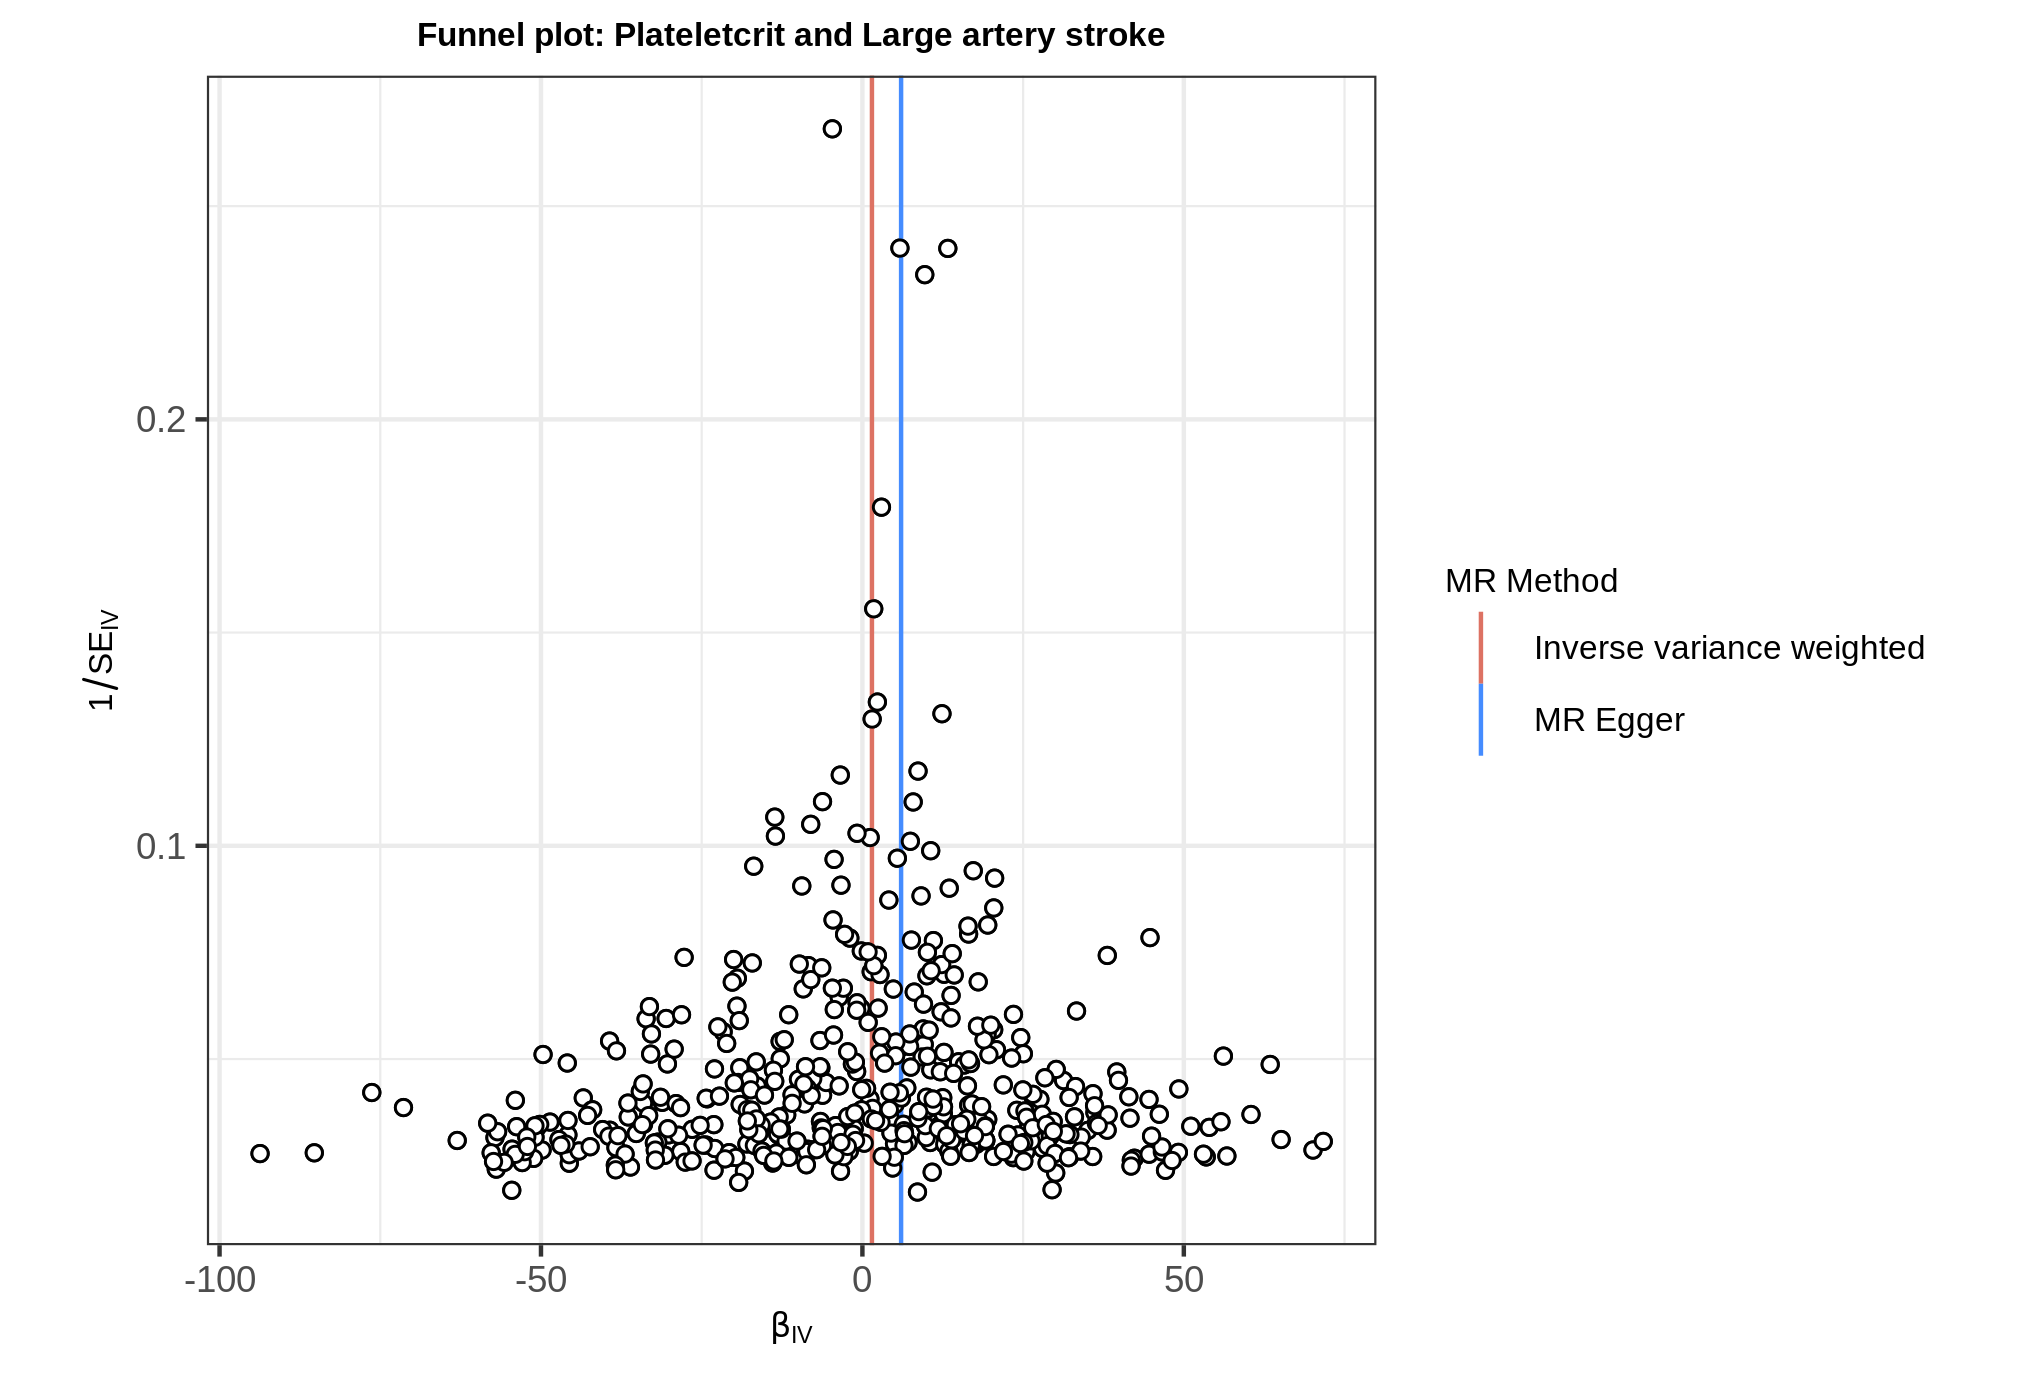 Funnel plot: Plateletcrit and Large artery stroke
0.2
0.1
1/SE_IV
-100
-50
0
50
β_IV
MR Method
Inverse variance weighted
MR Egger